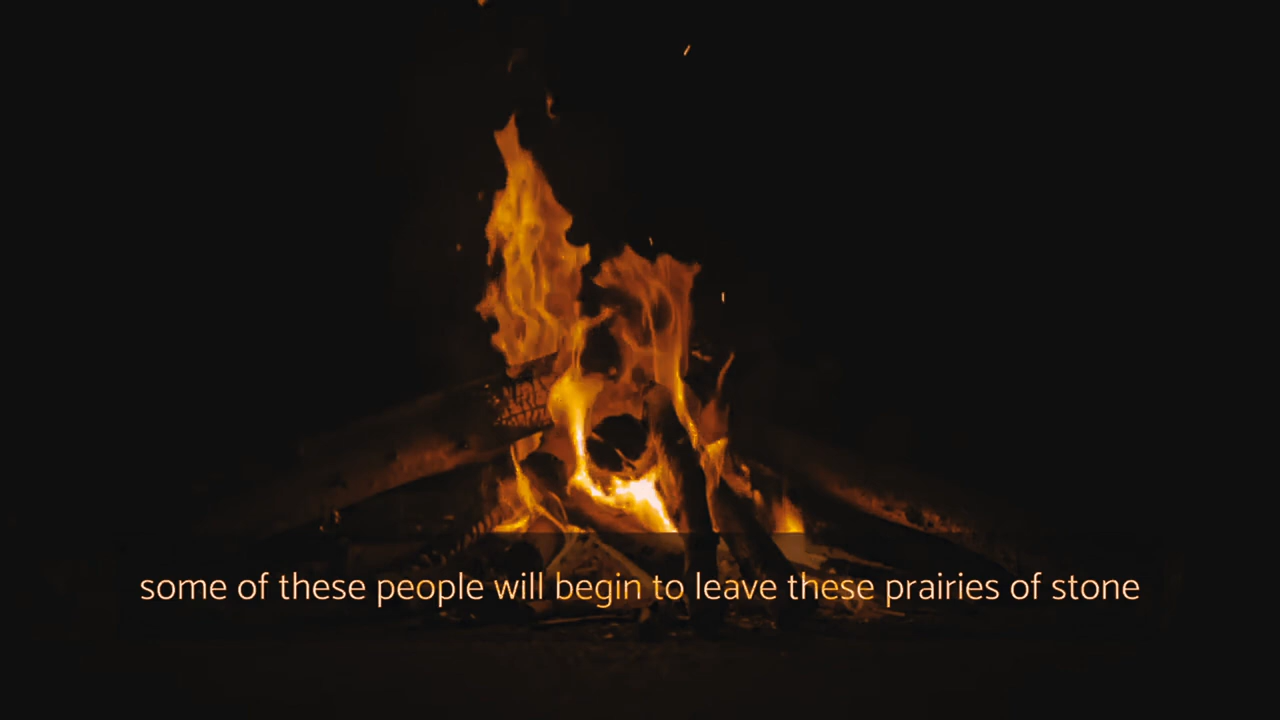 some of these people will begin to leave these prairies of stone